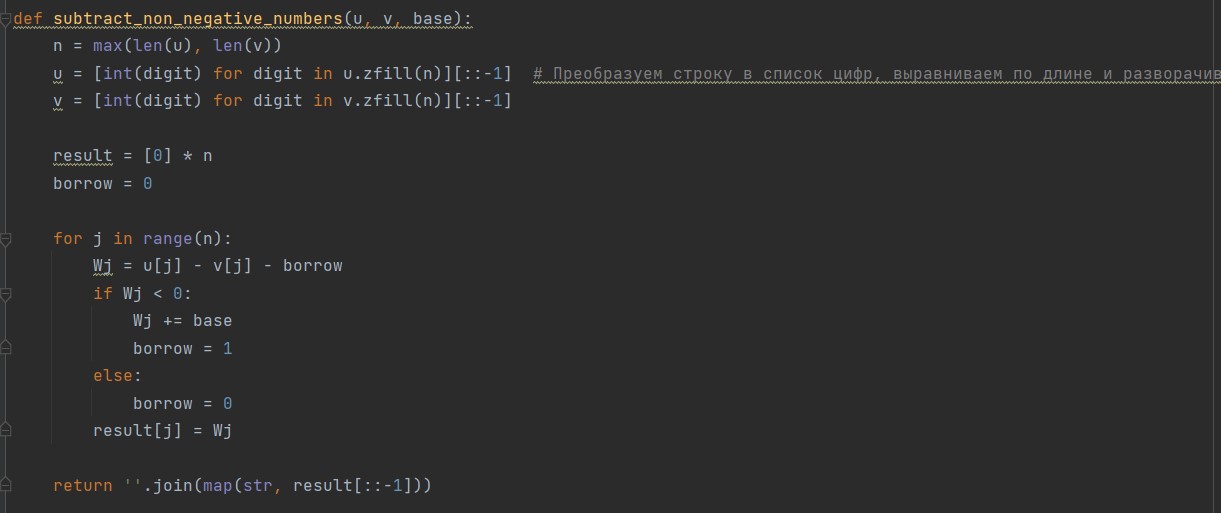 def subtract_non_negative_numbers(u, v, base):
    n = max(len(u), len(v))
    u = [int(digit) for digit in u.zfill(n)][::-1]  # Преобразуем строку в список цифр, выравниваем по длине и разворачив
    v = [int(digit) for digit in v.zfill(n)][::-1]
    result = [0] * n
    borrow = 0
    for j in range(n):
        Wj = u[j] - v[j] - borrow
        if Wj < 0:
            Wj += base
            borrow = 1
        else:
            borrow = 0
        result[j] = Wj
    return ''.join(map(str, result[::-1]))